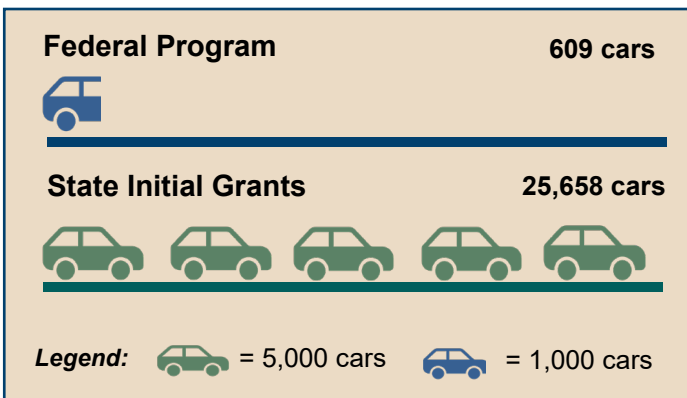 Federal Program 609 cars
State Initial Grants 25,658 cars
Legend: = 5,000 cars = 1,000 cars